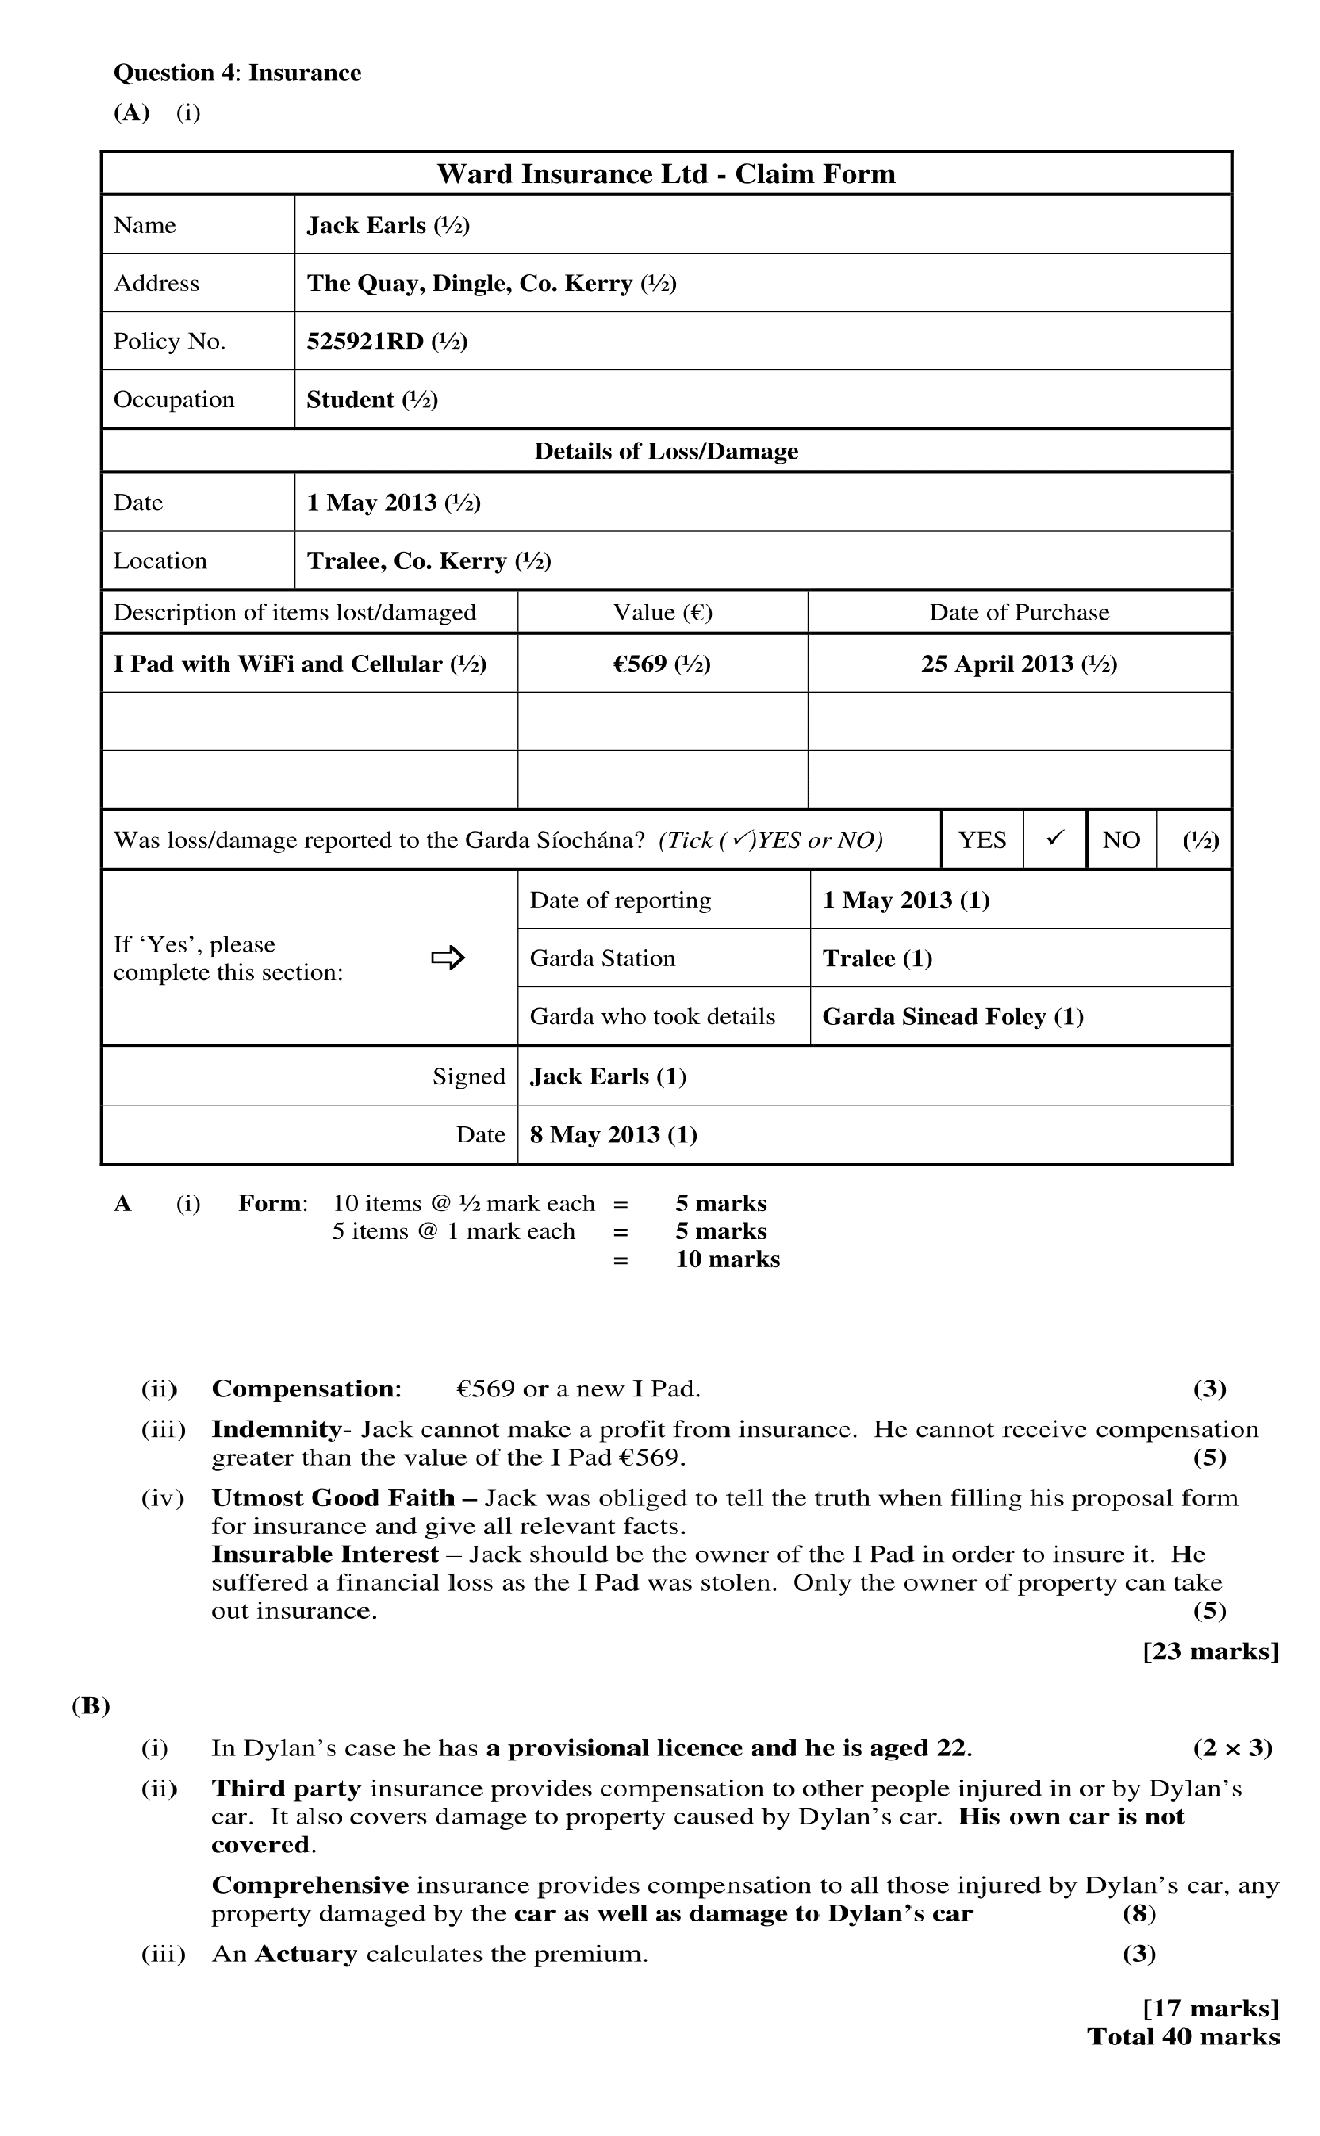 Question 4: Insurance
(A) (i)
Ward Insurance Ltd - Claim Form
Name Jack Earls (½)
Address The Quay, Dingle, Co. Kerry (½)
Policy No. 525921RD (½)
Occupation Student (½)
Details of Loss/Damage
Date 1 May 2013 (½)
Location Tralee, Co. Kerry (½)
Description of items lost/damaged Value (€) Date of Purchase
I Pad with WiFi and Cellular (½) €569 (½) 25 April 2013 (½)
Was loss/damage reported to the Garda Síochána? (Tick (✓)YES or NO) YES ✓ NO (½)
If ‘Yes’, please
complete this section: ⇨
Date of reporting 1 May 2013 (1)
Garda Station Tralee (1)
Garda who took details Garda Sinead Foley (1)
Signed Jack Earls (1)
Date 8 May 2013 (1)
A (i) Form: 10 items @ ½ mark each = 5 marks
5 items @ 1 mark each = 5 marks
= 10 marks
(ii) Compensation: €569 or a new I Pad. (3)
(iii) Indemnity- Jack cannot make a profit from insurance. He cannot receive compensation
greater than the value of the I Pad €569. (5)
(iv) Utmost Good Faith – Jack was obliged to tell the truth when filling his proposal form
for insurance and give all relevant facts.
Insurable Interest – Jack should be the owner of the I Pad in order to insure it. He
suffered a financial loss as the I Pad was stolen. Only the owner of property can take
out insurance. (5)
[23 marks]
(B)
(i) In Dylan’s case he has a provisional licence and he is aged 22. (2 × 3)
(ii) Third party insurance provides compensation to other people injured in or by Dylan’s
car. It also covers damage to property caused by Dylan’s car. His own car is not
covered.
Comprehensive insurance provides compensation to all those injured by Dylan’s car, any
property damaged by the car as well as damage to Dylan’s car (8)
(iii) An Actuary calculates the premium. (3)
[17 marks]
Total 40 marks